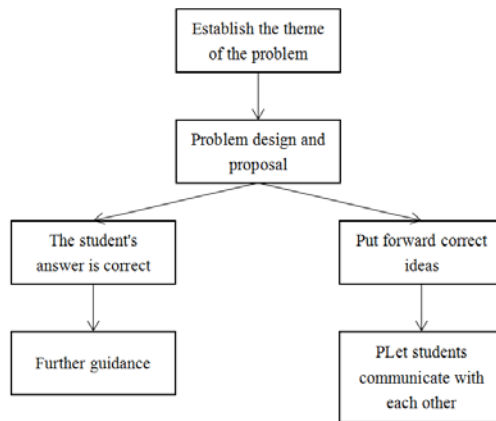 Establish the theme
of the problem
Problem design and
proposal
The student's
answer is correct
Put forward correct
ideas
Further guidance
PLet students
communicate with
each other